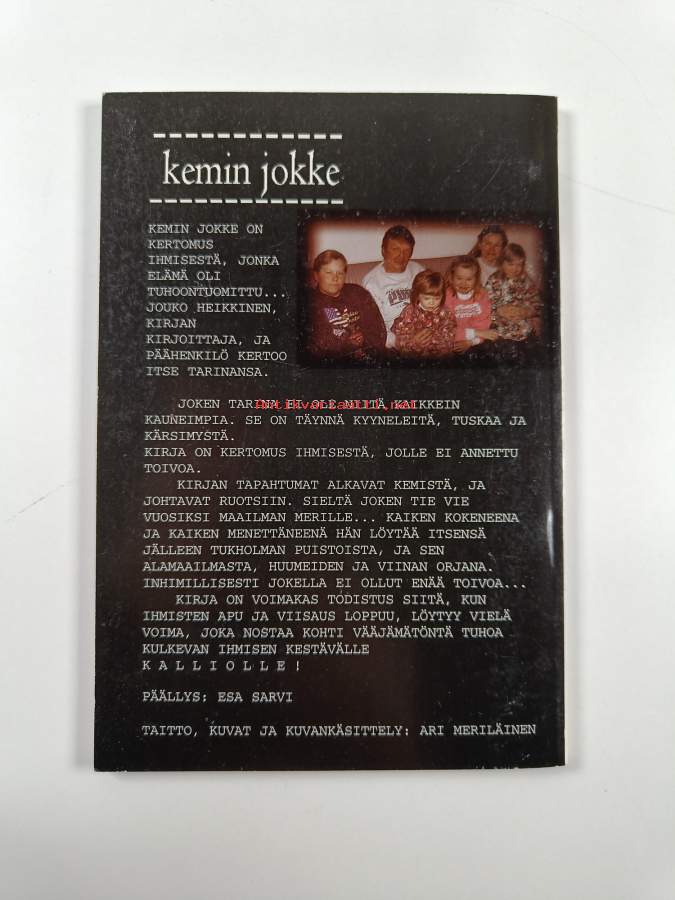 kemin jokke
KEMIN JOKKE ON
KERTOMUS
IHMISESTÄ, JONKA
ELÄMÄ OLI
TUHOONTUOMITTU...
JOUKO HEIKKINEN,
KIRJAN
KIRJOITTAJA, JA
PÄÄHENKILÖ KERTOO
ITSE TARINANSA.
JOKEN TARINA EI OLE NIITÄ KAIKKEIN
Antikvariaatti.net
KAUNEIMPIA. SE ON TÄYNNÄ KYYNELEITÄ, TUSKAA JA
KÄRSIMYSTÄ.
KIRJA ON KERTOMUS IHMISESTÄ, JOLLE EI ANNETTU
TOIVOA.
KIRJAN TAPAHTUMAT ALKAVAT KEMISTÄ, JA
JOHTAVAT RUOTSIIN. SIELTÄ JOKEN TIE VIE
VUOSIKSI MAAILMAN MERILLE... KAIKEN KOKENEENA
JA KAIKEN MENETTÄNEENÄ HÄN LÖYTÄÄ ITSENSÄ
JÄLLEEN TUKHOLMAN PUISTOISTA, JA SEN
ALAMAAILMASTA, HUUMEIDEN JA VIINAN ORJANA.
INHIMILLISESTI JOKELLA EI OLLUT ENÄÄ TOIVOA...
KIRJA ON VOIMAKAS TODISTUS SIITÄ, KUN
IHMISTEN APU JA VIISAUS LOPPUU, LÖYTYY VIELÄ
VOIMA, JOKA NOSTAA KOHTI VÄÄJÄMÄTÖNTÄ TUHOA
KULKEVAN IHMISEN KESTÄVÄLLE
K A L L I O L L E !
PÄÄLLYS: ESA SARVI
TAITTO, KUVAT JA KUVANKÄSITTELY: ARI MERILÄINEN